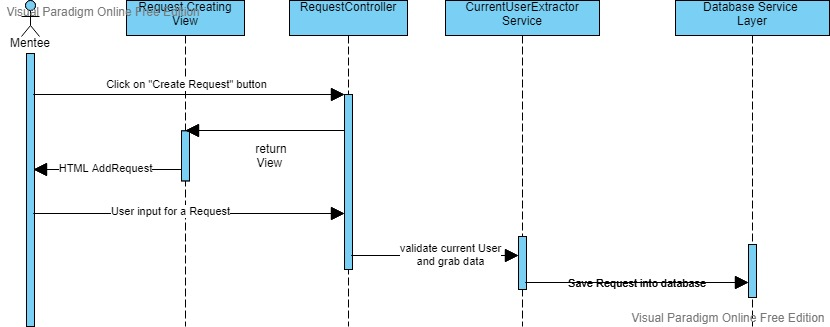 Visual Paradigm Online Free Edition
Mentee
Request Creating
View
RequestController
CurrentUserExtractor
Service
Database Service
Layer
Click on "Create Request" button
return
View
HTML AddRequest
User input for a Request
validate current User
and grab data
Save Request into database
Visual Paradigm Online Free Edition